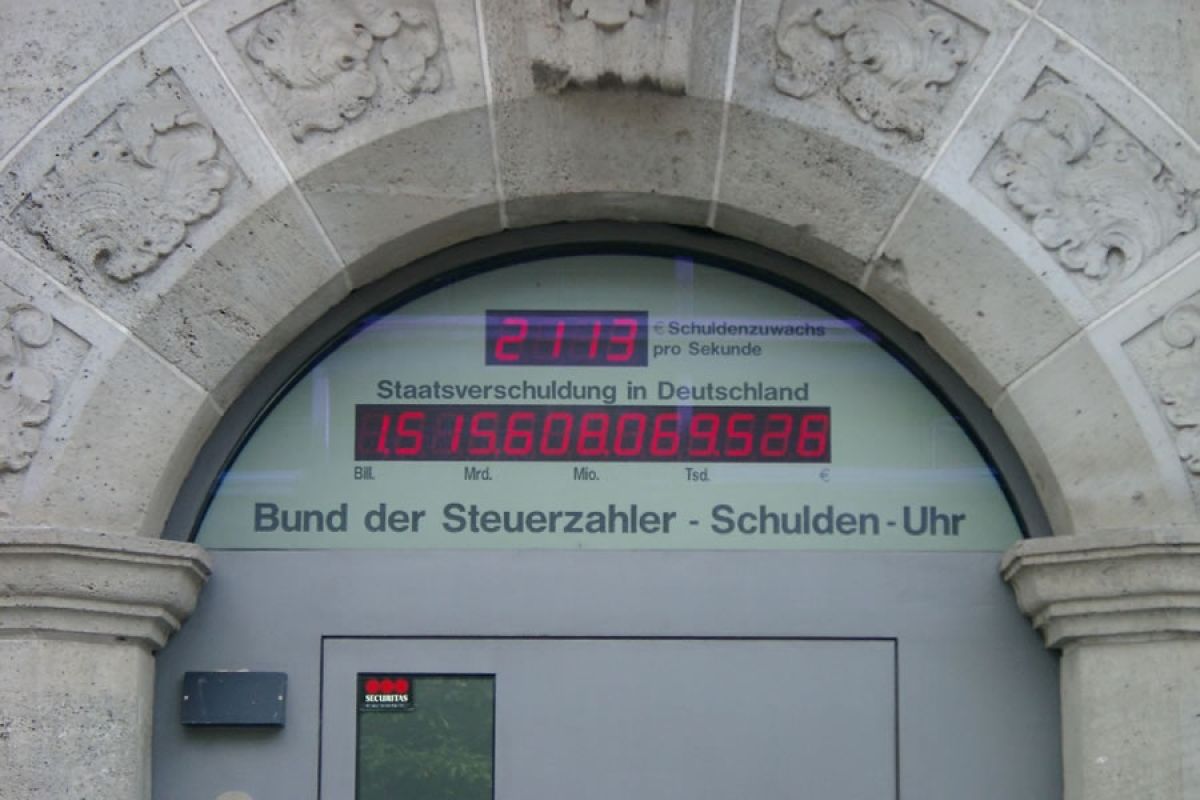 2113 € Schuldenzuwachs
pro Sekunde
Staatsverschuldung in Deutschland
1.515.608.069.528
Bill. Mrd. Mio. Tsd. €
Bund der Steuerzahler - Schulden-Uhr
SECURITAS